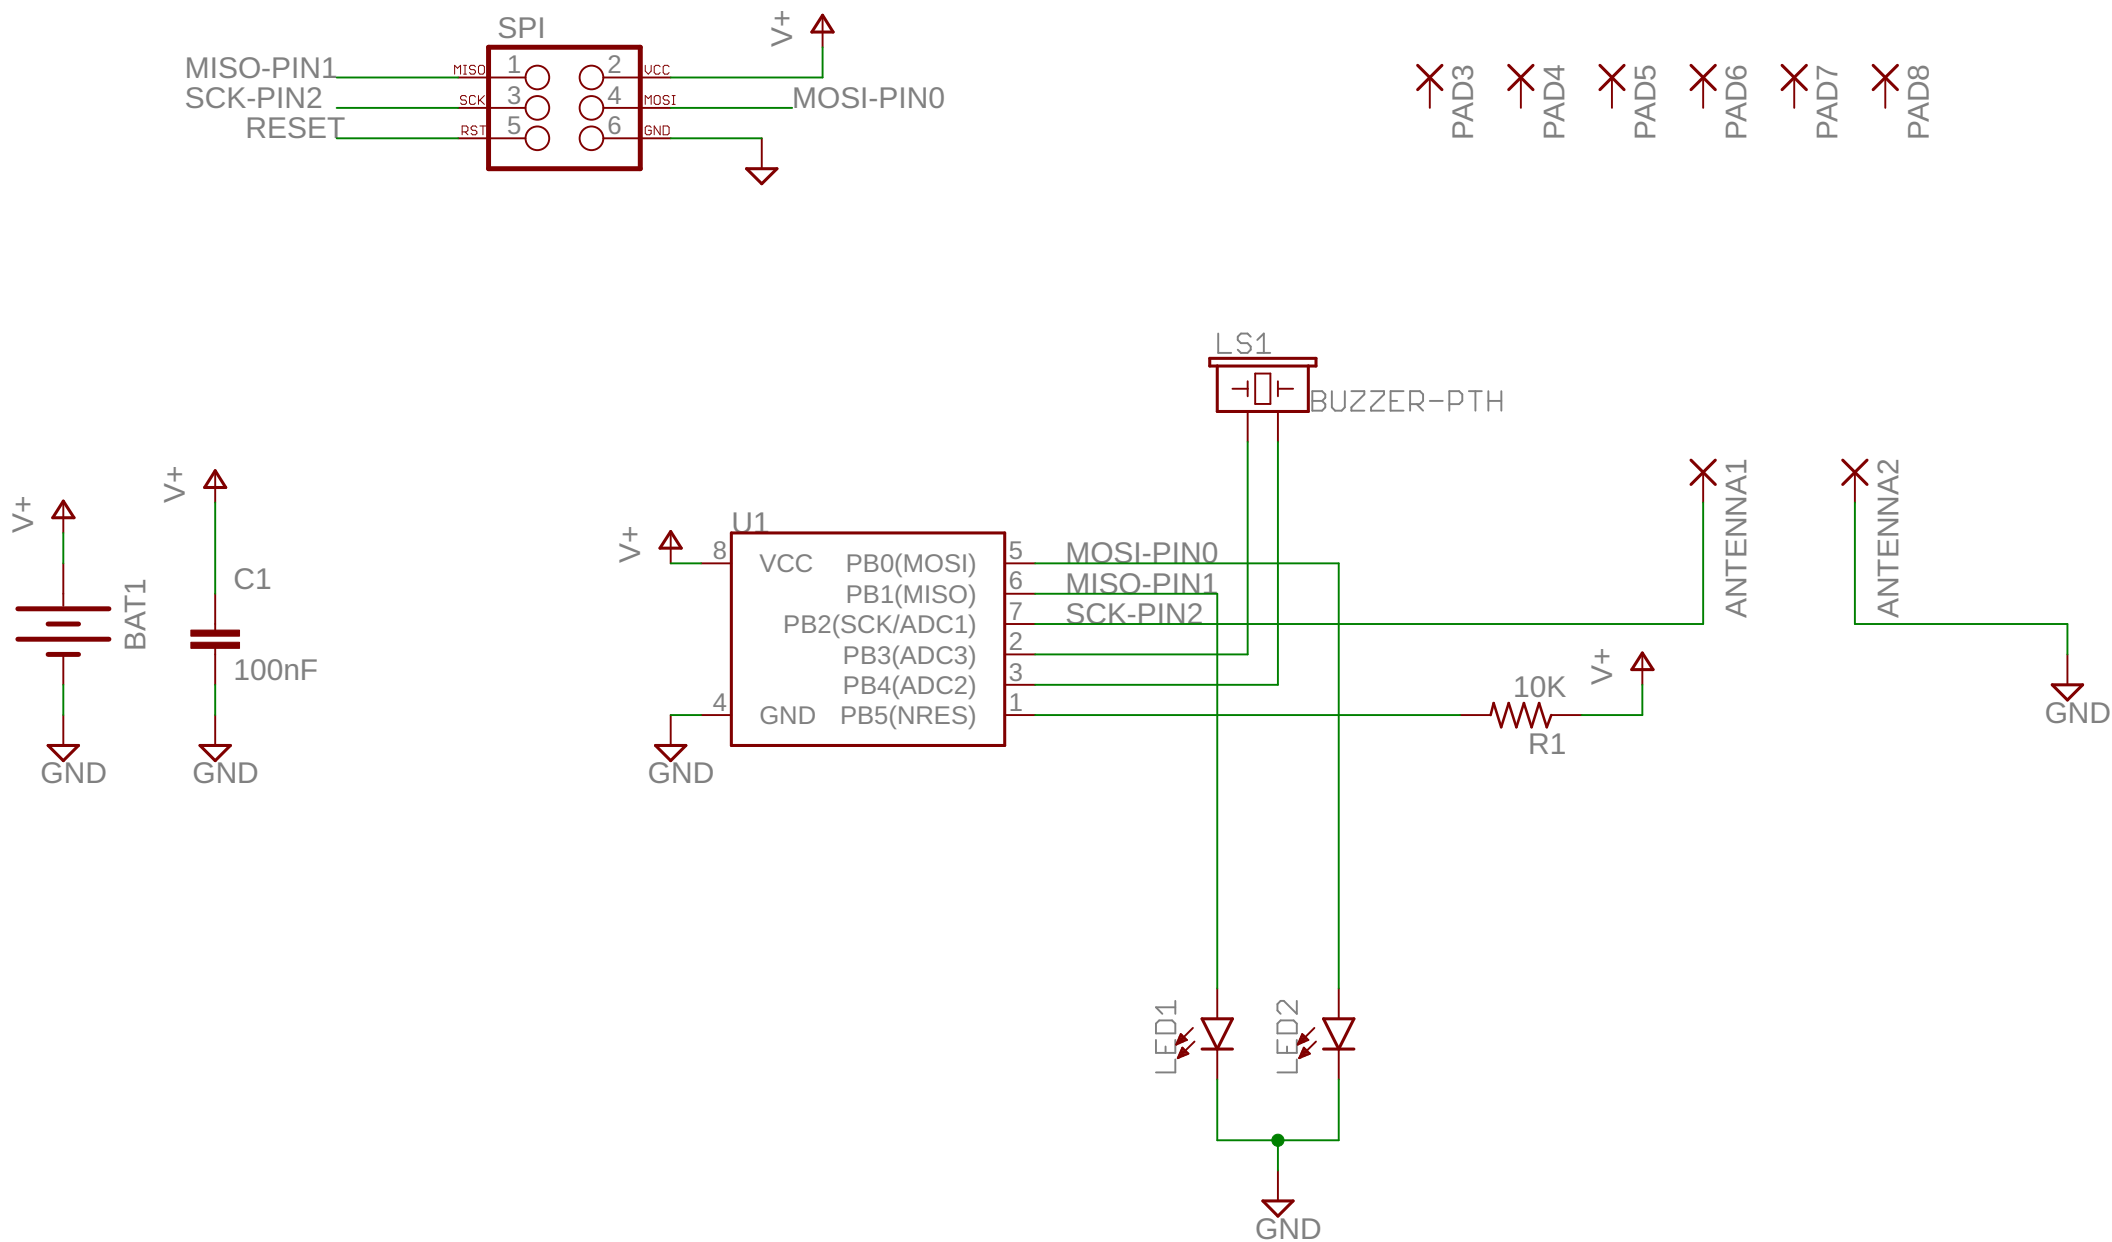 SPI
V+
MISO-PIN1
MISO
1
2
VCC
SCK-PIN2
SCK
3
4
MOSI
MOSI-PIN0
RESET
RST
5
6
GND
PAD3
PAD4
PAD5
PAD6
PAD7
PAD8
LS1
BUZZER-PTH
V+
BAT1
GND
V+
C1
100nF
GND
U1
V+
8
VCC
4
GND
GND
PB0(MOSI)
5
MOSI-PIN0
PB1(MISO)
6
MISO-PIN1
PB2(SCK/ADC1)
7
SCK-PIN2
PB3(ADC3)
2
PB4(ADC2)
3
PB5(NRES)
1
10K
R1
V+
ANTENNA1
ANTENNA2
GND
LED1
LED2
GND